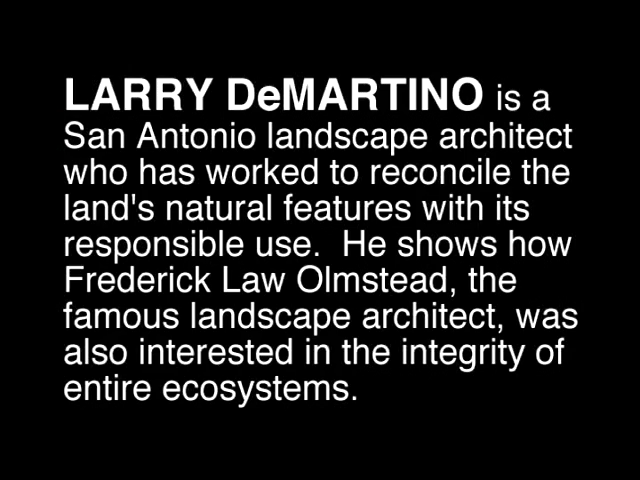 LARRY DeMARTINO is a
San Antonio landscape architect
who has worked to reconcile the
land's natural features with its
responsible use.  He shows how
Frederick Law Olmstead, the
famous landscape architect, was
also interested in the integrity of
entire ecosystems.